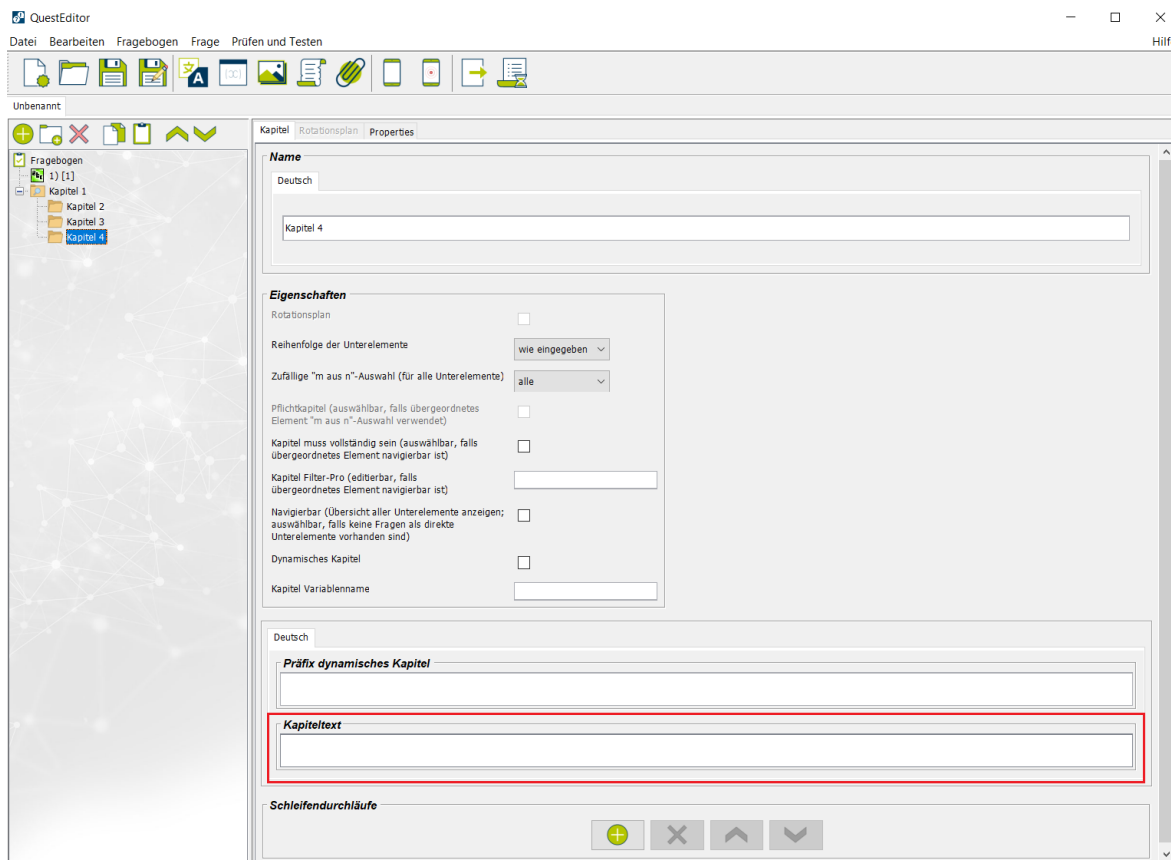 QuestEditor
Datei Bearbeiten Fragebogen Frage Prüfen und Testen Hilf
Unbenannt
Fragebogen
1) [1]
Kapitel 1
Kapitel 2
Kapitel 3
Kapitel 4
Kapitel Rotationsplan Properties
Name
Deutsch
Kapitel 4
Eigenschaften
Rotationsplan
Reihenfolge der Unterelemente wie eingegeben
Zufällige "m aus n"-Auswahl (für alle Unterelemente) alle
Pflichtkapitel (auswählbar, falls übergeordnetes
Element "m aus n"-Auswahl verwendet)
Kapitel muss vollständig sein (auswählbar, falls
übergeordnetes Element navigierbar ist)
Kapitel Filter-Pro (editierbar, falls
übergeordnetes Element navigierbar ist)
Navigierbar (Übersicht aller Unterelemente anzeigen;
auswählbar, falls keine Fragen als direkte
Unterelemente vorhanden sind)
Dynamisches Kapitel
Kapitel Variablenname
Deutsch
Präfix dynamisches Kapitel
Kapiteltext
Schleifendurchläufe